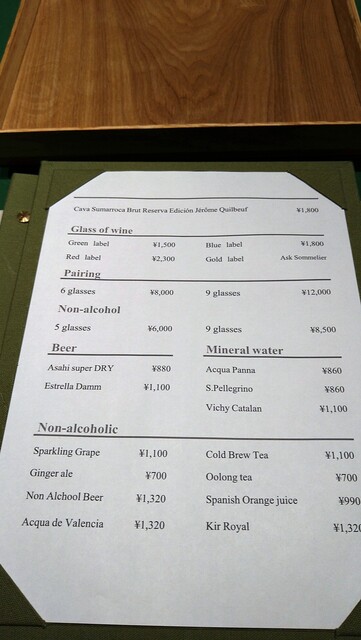 Cava Sumarroca Brut Reserva Edición Jérôme Quilbeuf ¥1,800
Glass of wine
Green label ¥1,500 Blue label ¥1,800
Red label ¥2,300 Gold label Ask Sommelier
Pairing
6 glasses ¥8,000 9 glasses ¥12,000
Non-alcohol
5 glasses ¥6,000 9 glasses ¥8,500
Beer Mineral water
Asahi super DRY ¥880 Acqua Panna ¥860
Estrella Damm ¥1,100 S.Pellegrino ¥860
Vichy Catalan ¥1,100
Non-alcoholic
Sparkling Grape ¥1,100 Cold Brew Tea ¥1,100
Ginger ale ¥700 Oolong tea ¥700
Non Alchool Beer ¥1,320 Spanish Orange juice ¥990
Acqua de Valencia ¥1,320 Kir Royal ¥1,320